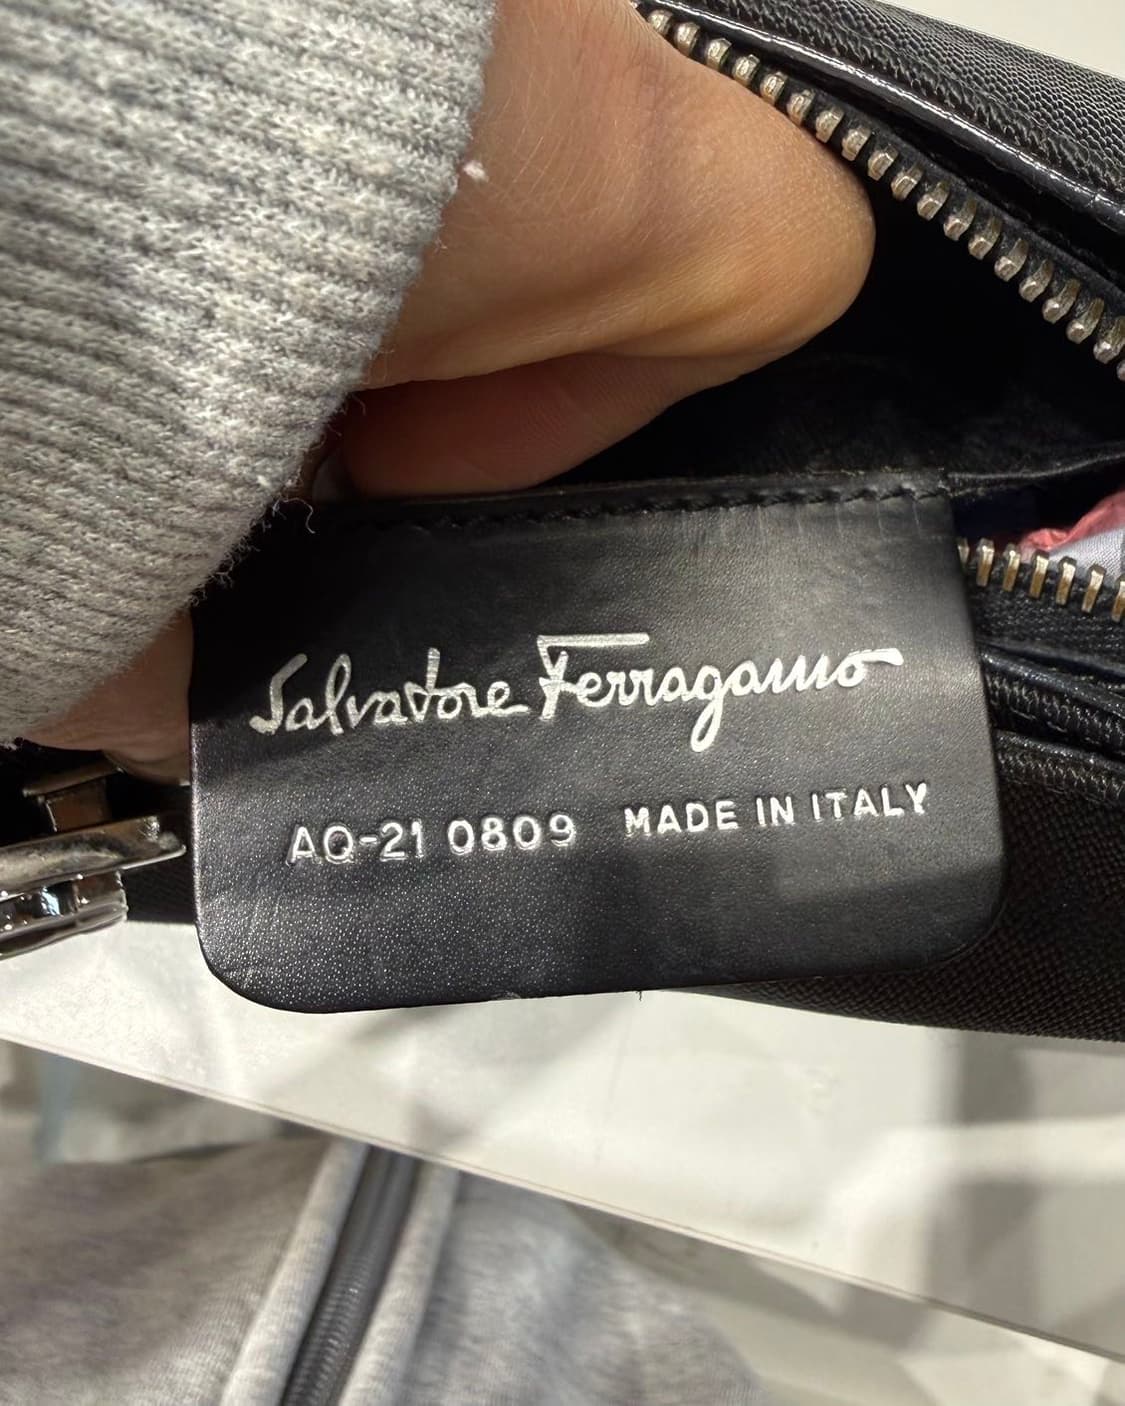 Salvatore Ferragamo
AQ-21 0809 MADE IN ITALY